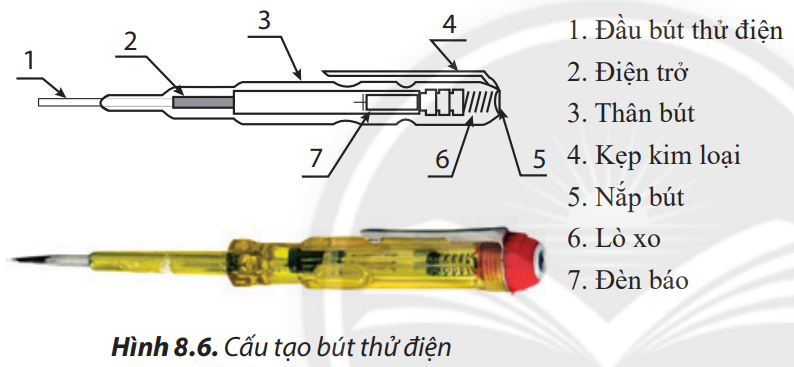 1
2
3
4
7
6
5
1. Đầu bút thử điện
2. Điện trở
3. Thân bút
4. Kẹp kim loại
5. Nắp bút
6. Lò xo
7. Đèn báo
Hình 8.6. Cấu tạo bút thử điện